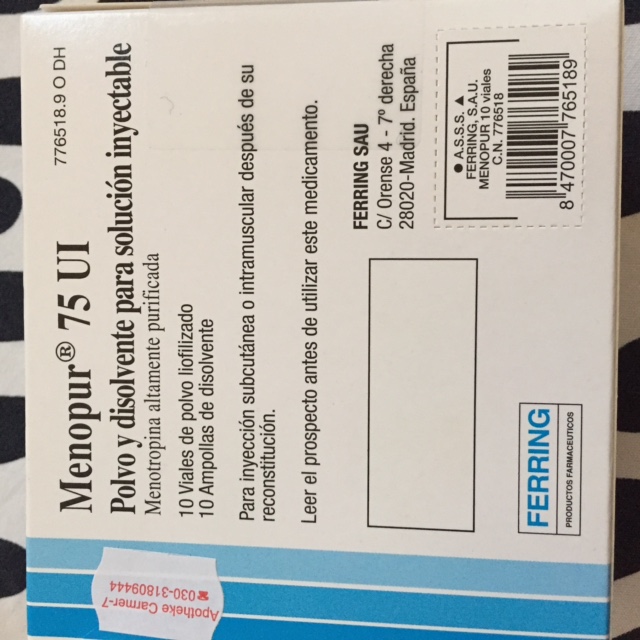 776518.9 O DH
Menopur® 75 UI
Polvo y disolvente para solución inyectable
Menotropina altamente purificada
10 Viales de polvo liofilizado
10 Ampollas de disolvente
Para inyección subcutánea o intramuscular después de su
reconstitución.
Leer el prospecto antes de utilizar este medicamento.
FERRING SAU
C/ Orense 4 - 7º derecha
28020-Madrid. España
● A.S.S.S. ▲
FERRING, S.A.U.
MENOPUR 10 viales
C.N. 776518
8 470007 765189
FERRING
PRODUCTOS FARMACEUTICOS
Apotheke Carmer-7
☎030-31809444